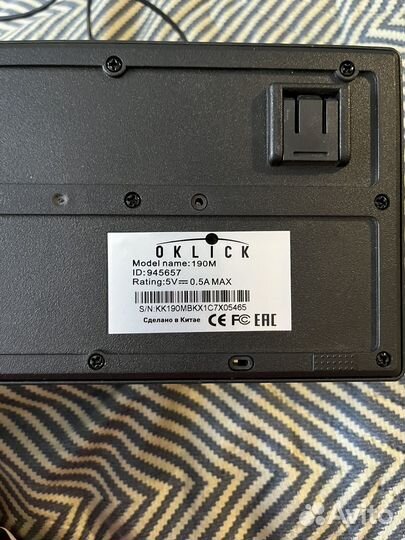 OKLICK
Model name:190M
ID:945657
Rating:5V⎓0.5A MAX
S/N:KK190MBKX1C7X05465
Сделано в Китае CE FC EAC
Avito